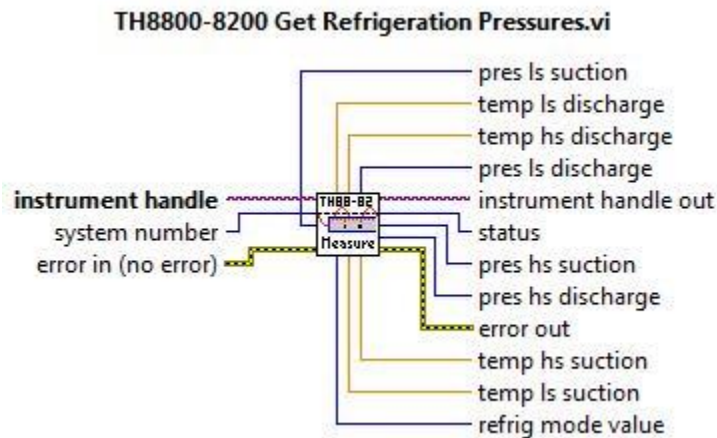 TH8800-8200 Get Refrigeration Pressures.vi
pres ls suction
temp ls discharge
temp hs discharge
pres ls discharge
instrument handle
instrument handle out
system number
status
error in (no error)
pres hs suction
pres hs discharge
error out
temp hs suction
temp ls suction
refrig mode value
TH88-82
Measure